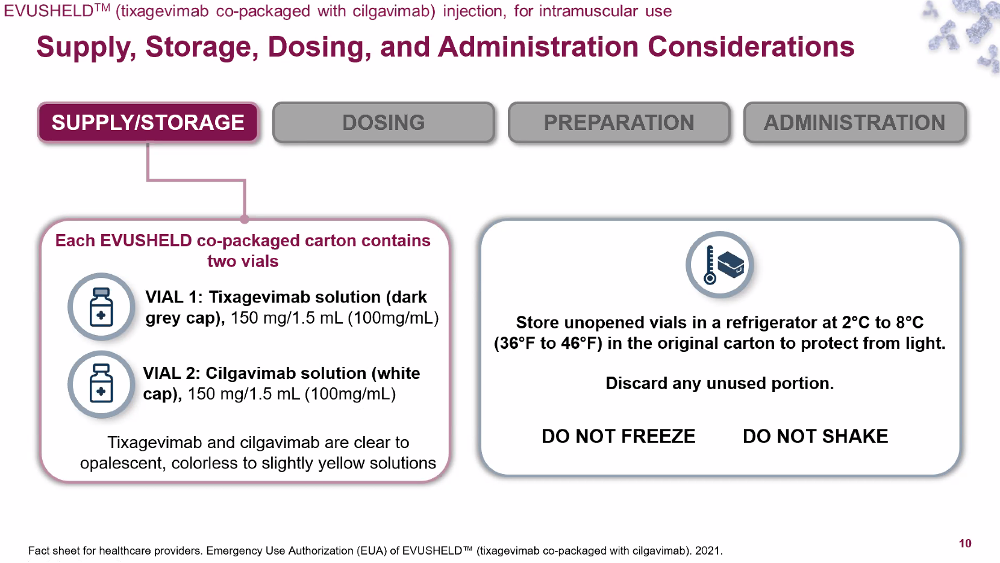 EVUSHELD™ (tixagevimab co-packaged with cilgavimab) injection, for intramuscular use
Supply, Storage, Dosing, and Administration Considerations
SUPPLY/STORAGE
DOSING
PREPARATION
ADMINISTRATION
Each EVUSHELD co-packaged carton contains
two vials
VIAL 1: Tixagevimab solution (dark
grey cap), 150 mg/1.5 mL (100mg/mL)
VIAL 2: Cilgavimab solution (white
cap), 150 mg/1.5 mL (100mg/mL)
Tixagevimab and cilgavimab are clear to
opalescent, colorless to slightly yellow solutions
Store unopened vials in a refrigerator at 2°C to 8°C
(36°F to 46°F) in the original carton to protect from light.
Discard any unused portion.
DO NOT FREEZE
DO NOT SHAKE
Fact sheet for healthcare providers. Emergency Use Authorization (EUA) of EVUSHELD™ (tixagevimab co-packaged with cilgavimab). 2021.
10